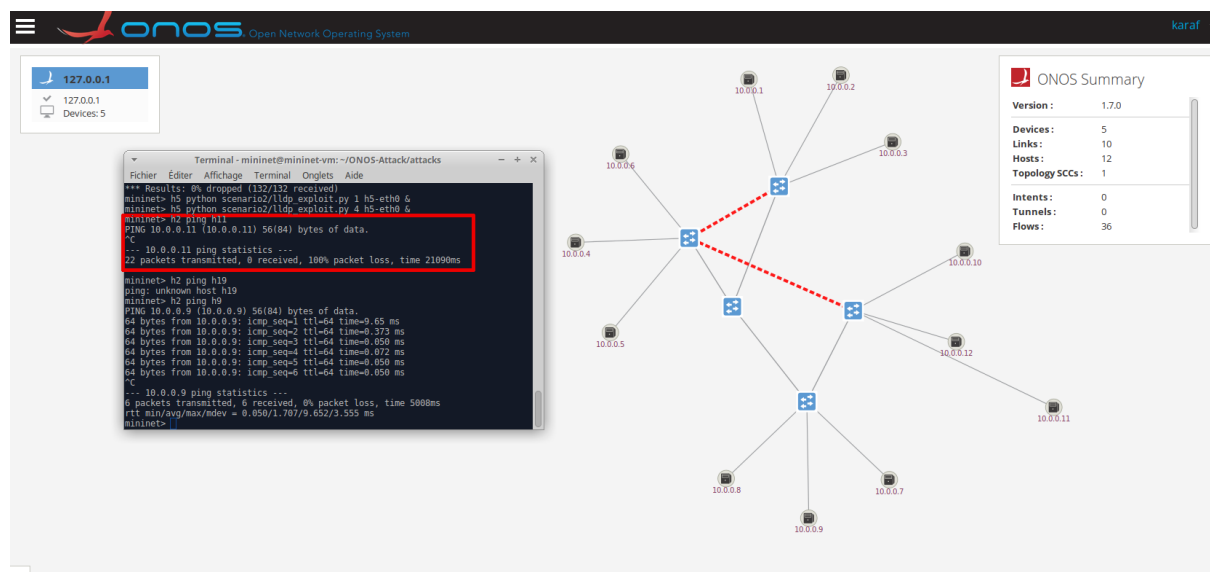 onos. Open Network Operating System
karaf
127.0.0.1
127.0.0.1
Devices: 5
Terminal - mininet@mininet-vm: ~/ONOS-Attack/attacks
Fichier Éditer Affichage Terminal Onglets Aide
*** Results: 0% dropped (132/132 received)
mininet> h5 python scenario2/lldp_exploit.py 1 h5-eth0 &
mininet> h5 python scenario2/lldp_exploit.py 4 h5-eth0 &
mininet> h2 ping h11
PING 10.0.0.11 (10.0.0.11) 56(84) bytes of data.
^C
--- 10.0.0.11 ping statistics ---
22 packets transmitted, 0 received, 100% packet loss, time 21090ms
mininet> h2 ping h19
ping: unknown host h19
mininet> h2 ping h9
PING 10.0.0.9 (10.0.0.9) 56(84) bytes of data.
64 bytes from 10.0.0.9: icmp_seq=1 ttl=64 time=9.65 ms
64 bytes from 10.0.0.9: icmp_seq=2 ttl=64 time=0.373 ms
64 bytes from 10.0.0.9: icmp_seq=3 ttl=64 time=0.050 ms
64 bytes from 10.0.0.9: icmp_seq=4 ttl=64 time=0.072 ms
64 bytes from 10.0.0.9: icmp_seq=5 ttl=64 time=0.050 ms
64 bytes from 10.0.0.9: icmp_seq=6 ttl=64 time=0.050 ms
^C
--- 10.0.0.9 ping statistics ---
6 packets transmitted, 6 received, 0% packet loss, time 5008ms
rtt min/avg/max/mdev = 0.050/1.707/9.652/3.555 ms
mininet>
10.0.0.1
10.0.0.2
10.0.0.3
10.0.0.6
10.0.0.4
10.0.0.10
10.0.0.5
10.0.0.12
10.0.0.11
10.0.0.8
10.0.0.7
10.0.0.9
ONOS Summary
Version : 1.7.0
Devices : 5
Links : 10
Hosts : 12
Topology SCCs : 1
Intents : 0
Tunnels : 0
Flows : 36